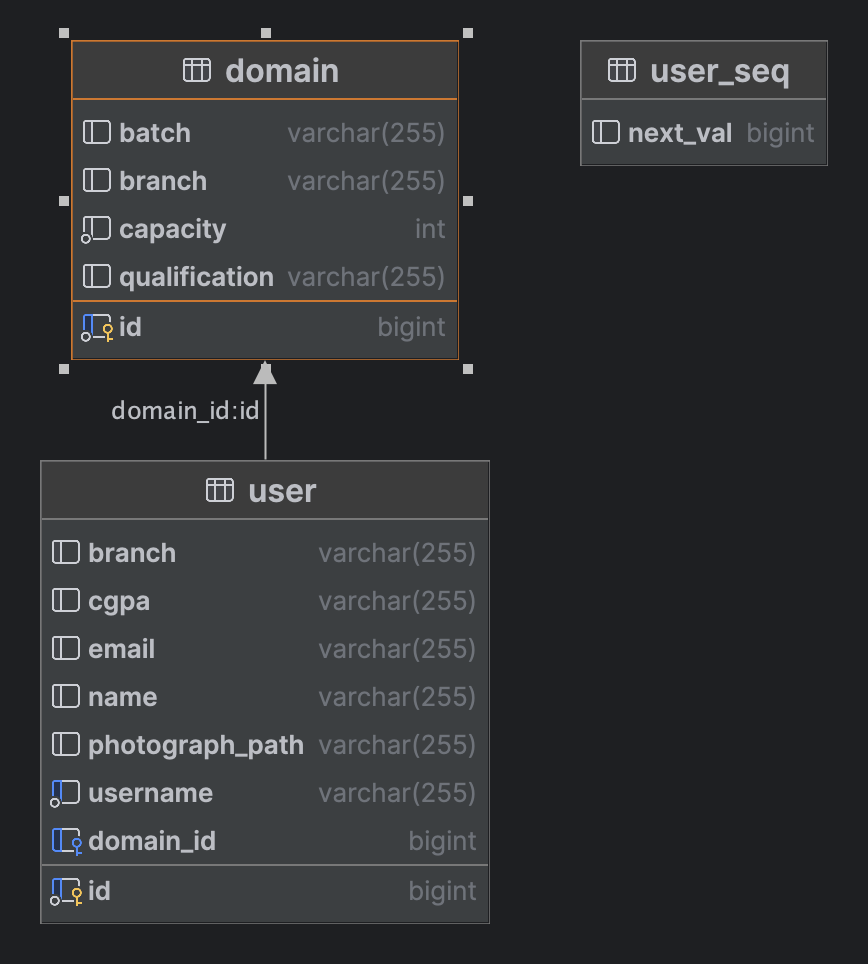 domain
batch varchar(255)
branch varchar(255)
capacity int
qualification varchar(255)
id bigint
user_seq
next_val bigint
domain_id:id
user
branch varchar(255)
cgpa varchar(255)
email varchar(255)
name varchar(255)
photograph_path varchar(255)
username varchar(255)
domain_id bigint
id bigint